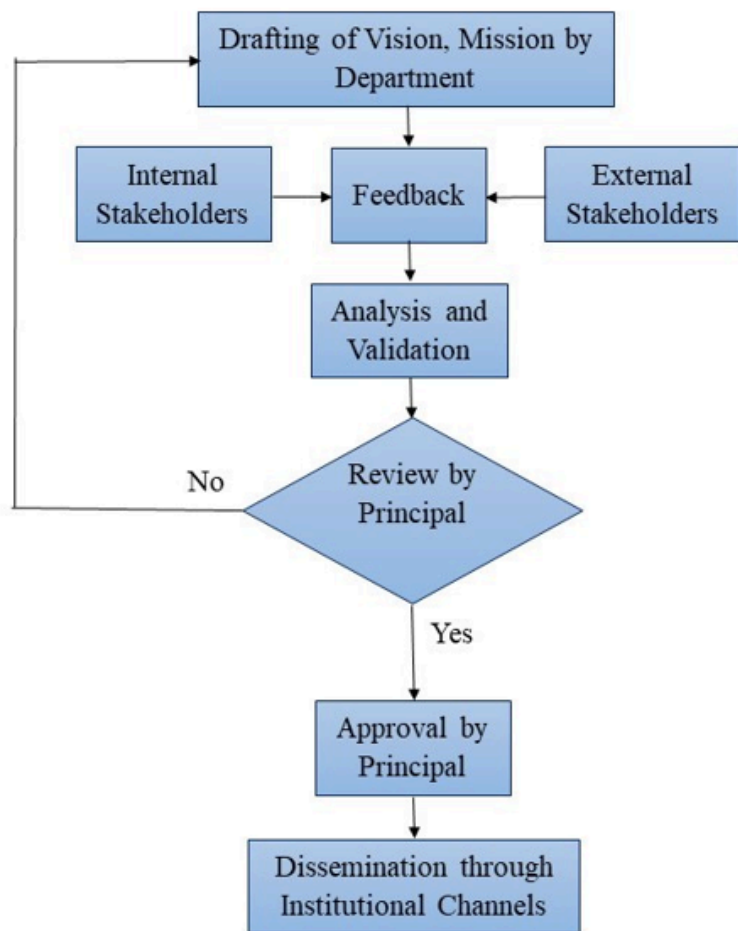 Drafting of Vision, Mission by
Department
Internal
Stakeholders
Feedback
External
Stakeholders
Analysis and
Validation
Review by
Principal
No
Yes
Approval by
Principal
Dissemination through
Institutional Channels